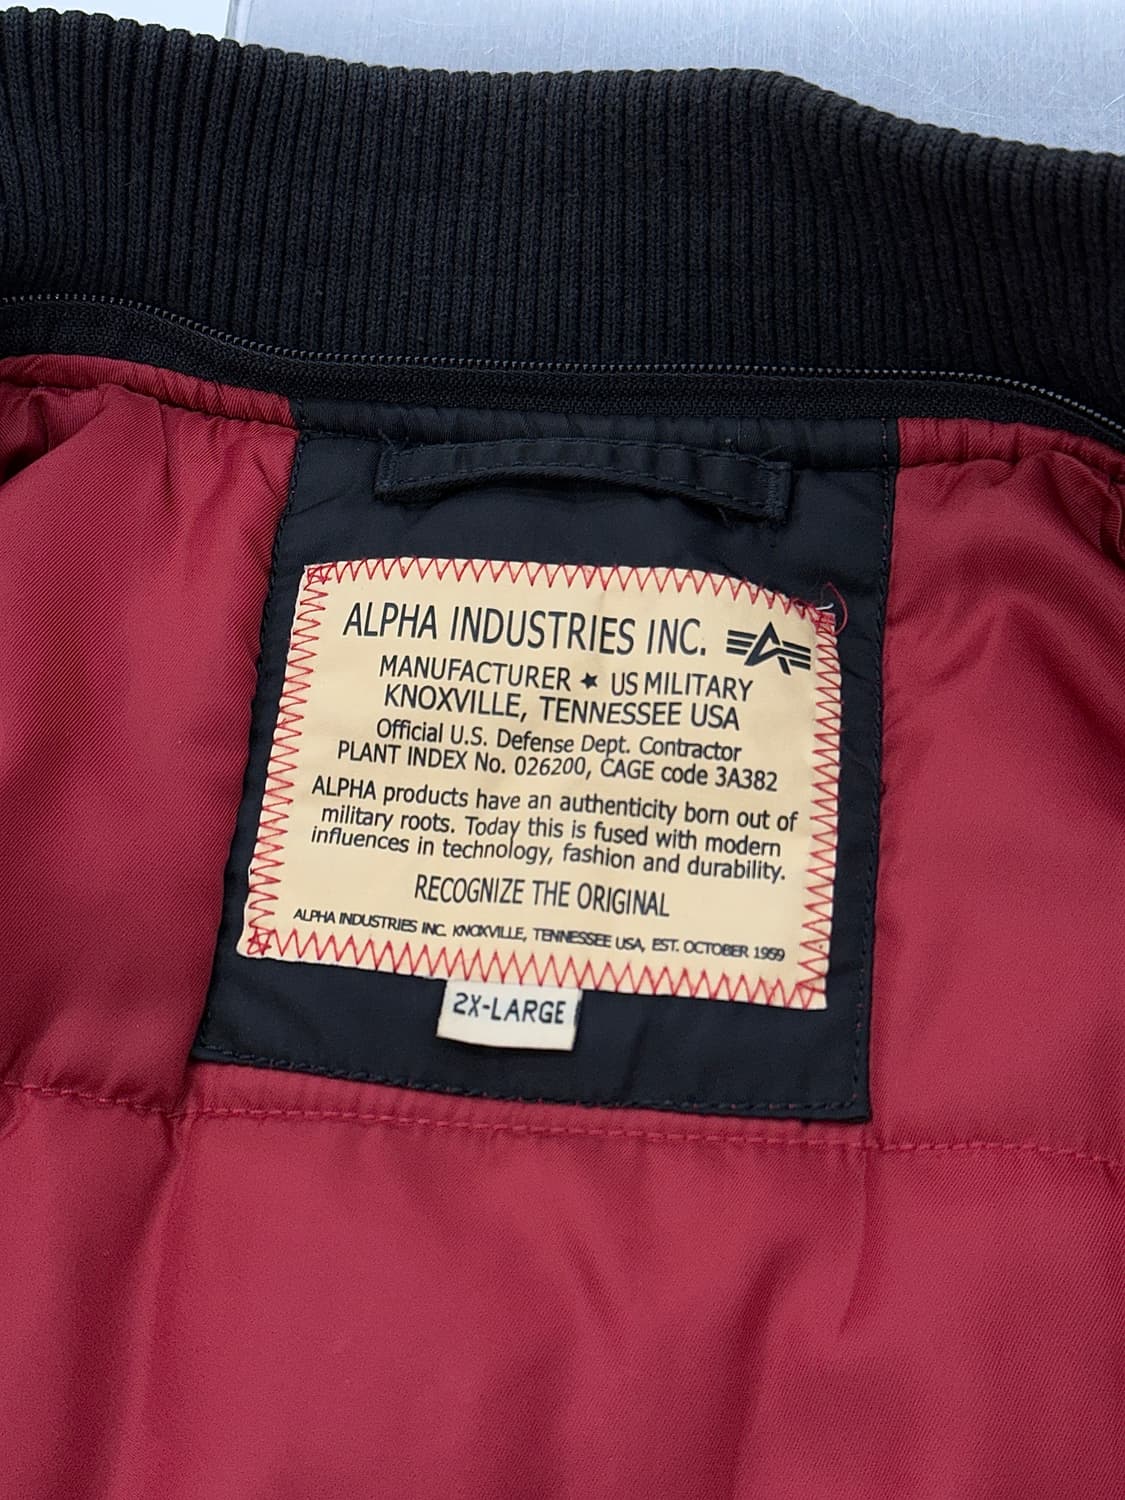 ALPHA INDUSTRIES INC.
MANUFACTURER ★ US MILITARY
KNOXVILLE, TENNESSEE USA
Official U.S. Defense Dept. Contractor
PLANT INDEX No. 026200, CAGE code 3A382
ALPHA products have an authenticity born out of
military roots. Today this is fused with modern
influences in technology, fashion and durability.
RECOGNIZE THE ORIGINAL
ALPHA INDUSTRIES INC. KNOXVILLE, TENNESSEE USA, EST. OCTOBER 1959
2X-LARGE